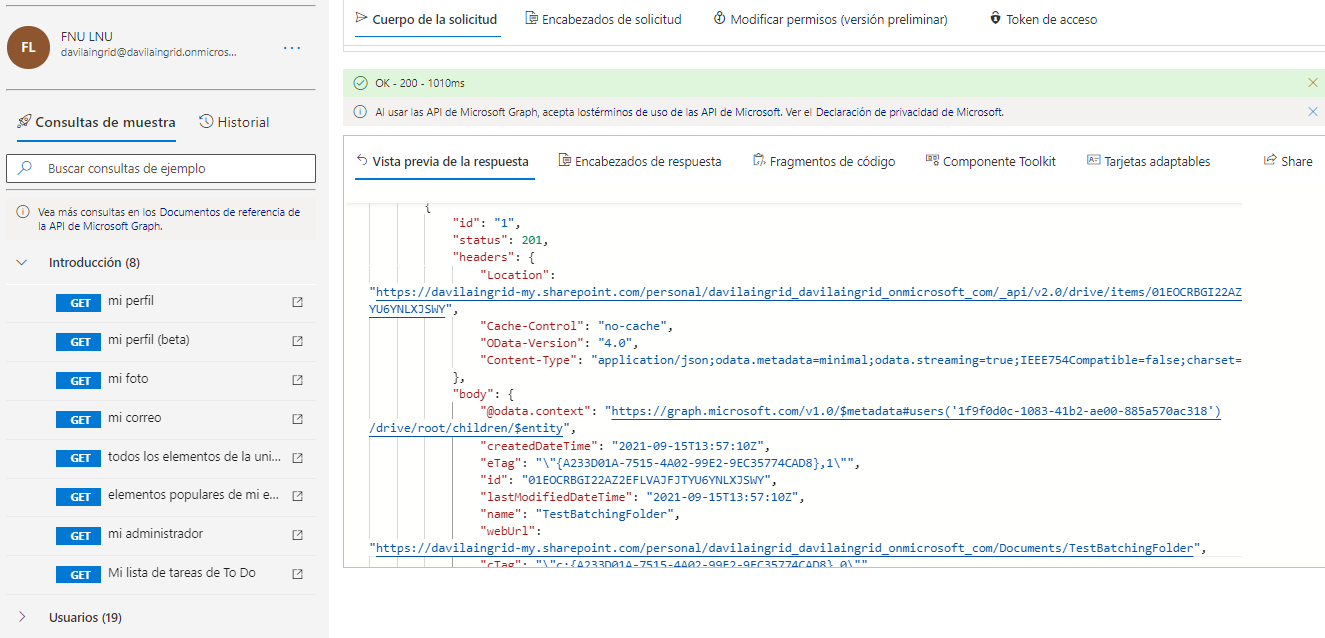 FL
FNU LNU
davilaingrid@davilaingrid.onmicros...
...
Consultas de muestra
Historial
Buscar consultas de ejemplo
Vea más consultas en los Documentos de referencia de
la API de Microsoft Graph.
Introducción (8)
GET mi perfil
GET mi perfil (beta)
GET mi foto
GET mi correo
GET todos los elementos de la uni...
GET elementos populares de mi e...
GET mi administrador
GET Mi lista de tareas de To Do
Usuarios (19)
Cuerpo de la solicitud
Encabezados de solicitud
Modificar permisos (versión preliminar)
Token de acceso
OK - 200 - 1010ms
Al usar las API de Microsoft Graph, acepta lostérminos de uso de las API de Microsoft. Ver el Declaración de privacidad de Microsoft.
Vista previa de la respuesta
Encabezados de respuesta
Fragmentos de código
Componente Toolkit
Tarjetas adaptables
Share
{
"id": "1",
"status": 201,
"headers": {
"Location":
"https://davilaingrid-my.sharepoint.com/personal/davilaingrid_davilaingrid_onmicrosoft_com/_api/v2.0/drive/items/01EOCRBGI22AZ
YU6YNLXJSWY",
"Cache-Control": "no-cache",
"OData-Version": "4.0",
"Content-Type": "application/json;odata.metadata=minimal;odata.streaming=true;IEEE754Compatible=false;charset=
},
"body": {
"@odata.context": "https://graph.microsoft.com/v1.0/$metadata#users('1f9f0d0c-1083-41b2-ae00-885a570ac318')
/drive/root/children/$entity",
"createdDateTime": "2021-09-15T13:57:10Z",
"eTag": "\"{A233D01A-7515-4A02-99E2-9EC35774CAD8},1\"",
"id": "01EOCRBGI22AZ2EFLVAJFJTYU6YNLXJSWY",
"lastModifiedDateTime": "2021-09-15T13:57:10Z",
"name": "TestBatchingFolder",
"webUrl":
"https://davilaingrid-my.sharepoint.com/personal/davilaingrid_davilaingrid_onmicrosoft_com/Documents/TestBatchingFolder",
"cTag": "\"c:{A233D01A-7515-4A02-99E2-9EC35774CAD8},0\""